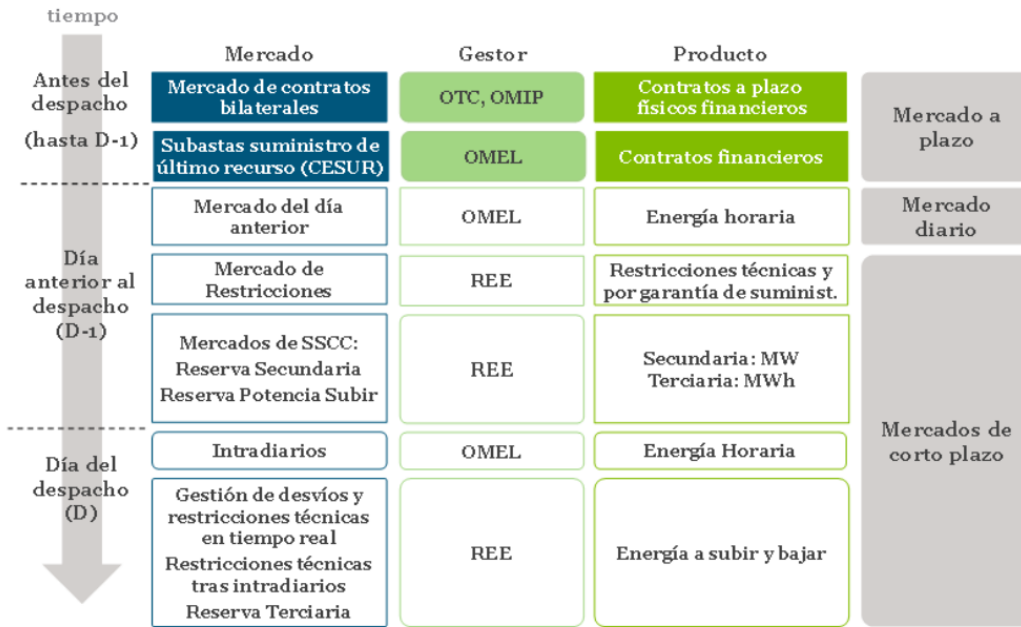 tiempo
Mercado
Gestor
Producto
Antes del
despacho
(hasta D-1)
Mercado de contratos
bilaterales
OTC, OMIP
Contratos a plazo
físicos financieros
Mercado a
plazo
Subastas suministro de
último recurso (CESUR)
OMEL
Contratos financieros
Día
anterior al
despacho
(D-1)
Mercado del día
anterior
OMEL
Energía horaria
Mercado
diario
Mercado de
Restricciones
REE
Restricciones técnicas y
por garantía de suminist.
Mercados de SSCC:
Reserva Secundaria
Reserva Potencia Subir
REE
Secundaria: MW
Terciaria: MWh
Mercados de
corto plazo
Día del
despacho
(D)
Intradiarios
OMEL
Energía Horaria
Gestión de desvíos y
restricciones técnicas
en tiempo real
Restricciones técnicas
tras intradiarios
Reserva Terciaria
REE
Energía a subir y bajar